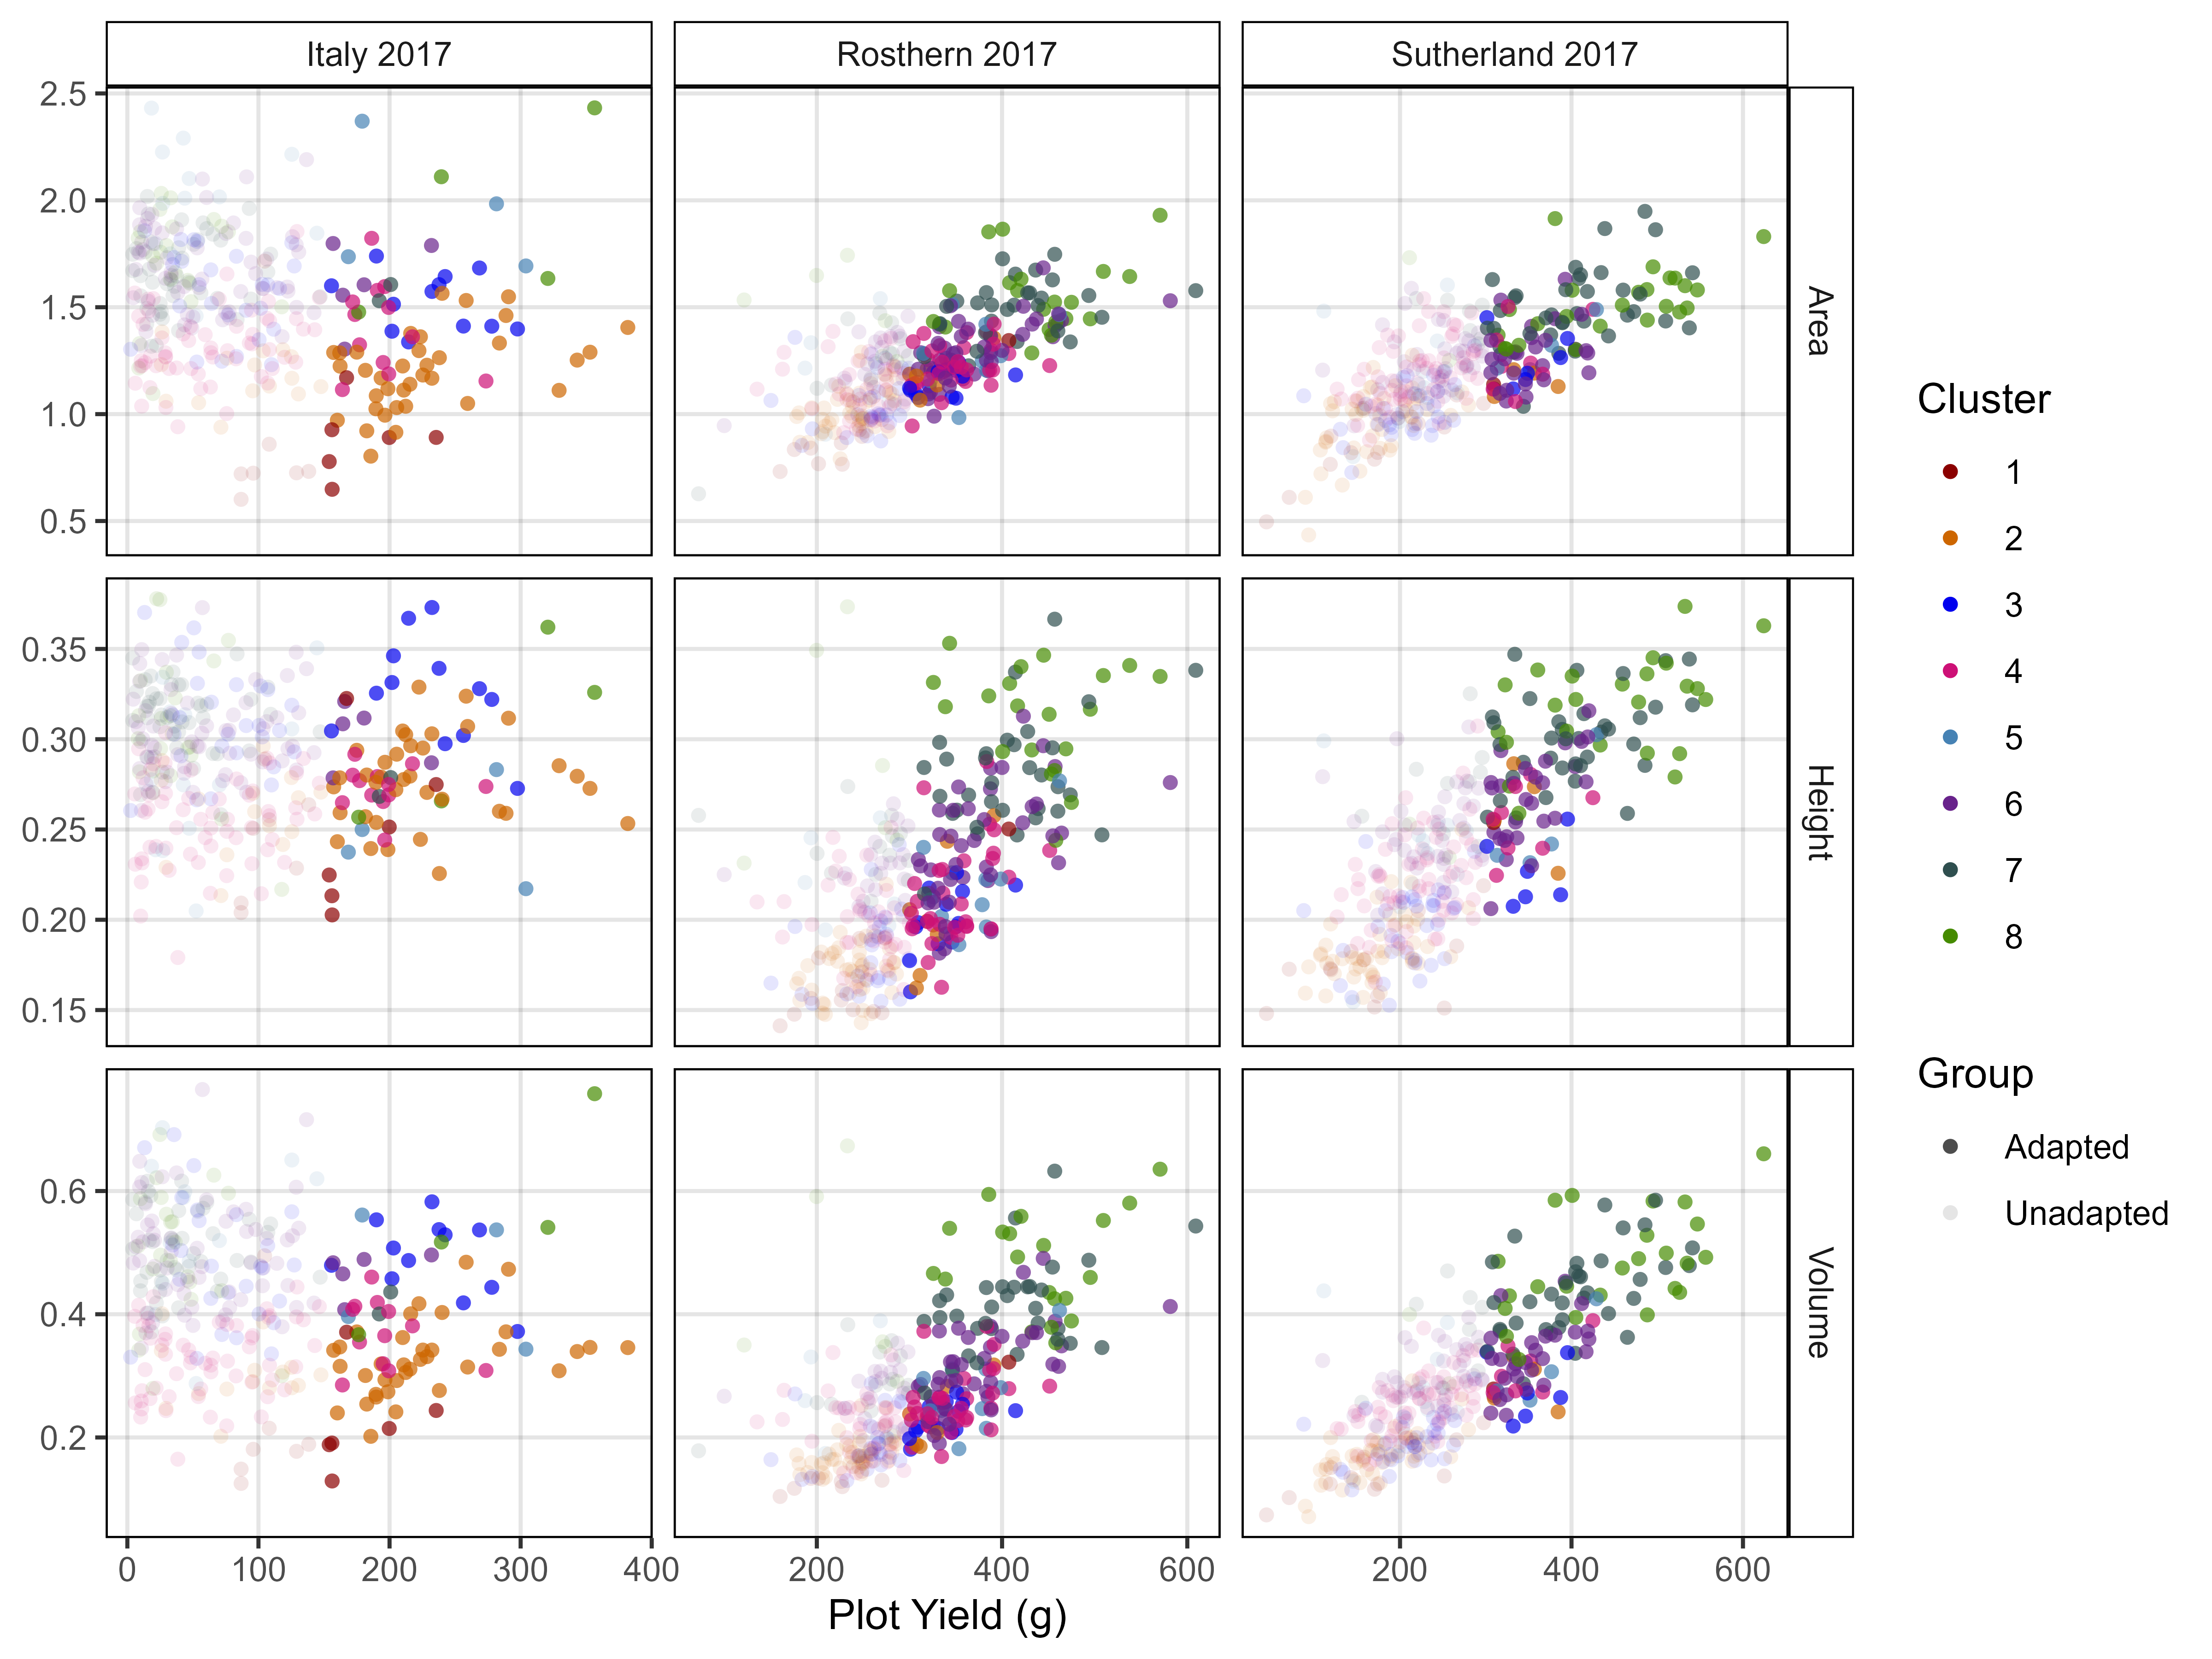 Italy 2017
Rosthern 2017
Sutherland 2017
2.5
2.0
1.5
1.0
0.5
Area
0.35
0.30
0.25
0.20
0.15
Height
0.6
0.4
0.2
Volume
0 100 200 300 400
200 400 600
200 400 600
Plot Yield (g)
Cluster
1
2
3
4
5
6
7
8
Group
Adapted
Unadapted